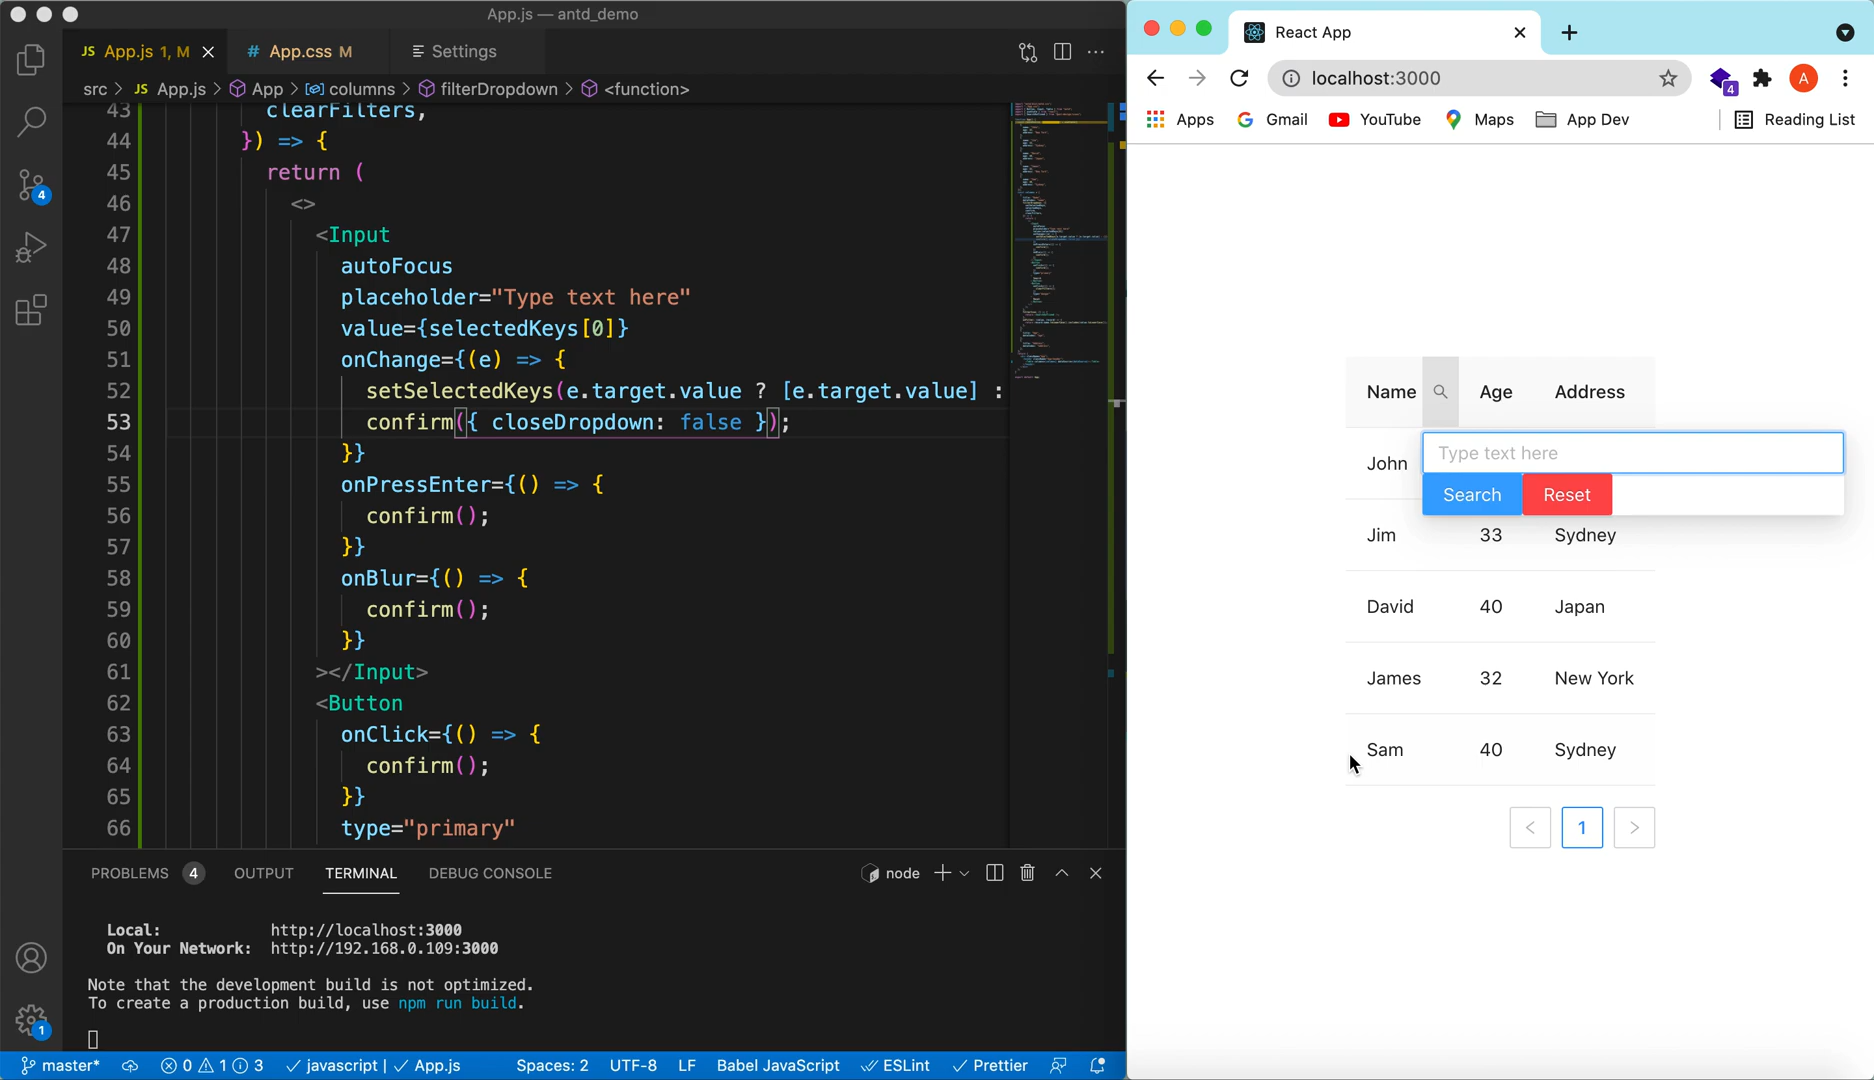 App.js — antd_demo
JS App.js 1, M
# App.css M
Settings
src > JS App.js > App > columns > filterDropdown > <function>
43 clearFilters,
44 }) => {
45 return (
46 <>
47 <Input
48 autoFocus
49 placeholder="Type text here"
50 value={selectedKeys[0]}
51 onChange={(e) => {
52 setSelectedKeys(e.target.value ? [e.target.value] :
53 confirm({ closeDropdown: false });
54 }}
55 onPressEnter={() => {
56 confirm();
57 }}
58 onBlur={() => {
59 confirm();
60 }}
61 ></Input>
62 <Button
63 onClick={() => {
64 confirm();
65 }}
66 type="primary"
4
1
PROBLEMS 4 OUTPUT TERMINAL DEBUG CONSOLE
node
Local: http://localhost:3000
On Your Network: http://192.168.0.109:3000
Note that the development build is not optimized.
To create a production build, use npm run build.
master* 0 1 3 javascript | App.js Spaces: 2 UTF-8 LF Babel JavaScript ESLint Prettier
React App
localhost:3000
4
A
Apps Gmail YouTube Maps App Dev Reading List
Name Age Address
John
Type text here
Search Reset
Jim 33 Sydney
David 40 Japan
James 32 New York
Sam 40 Sydney
< 1 >